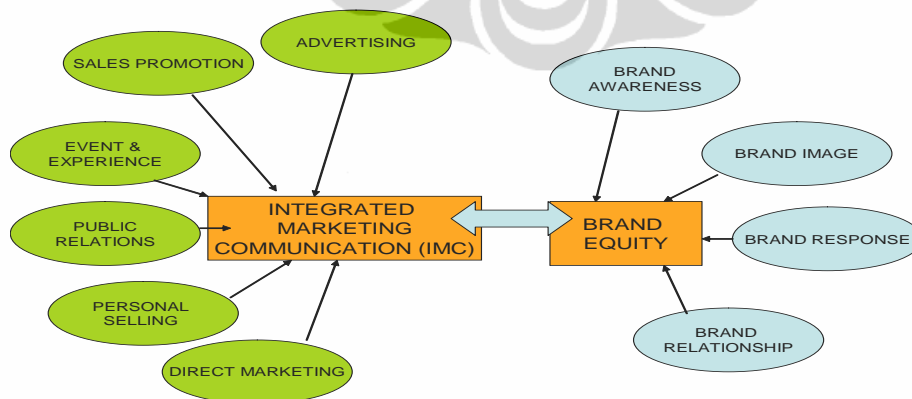 ADVERTISING
SALES PROMOTION
EVENT &
EXPERIENCE
PUBLIC
RELATIONS
PERSONAL
SELLING
DIRECT MARKETING
INTEGRATED
MARKETING
COMMUNICATION (IMC)
BRAND
EQUITY
BRAND
AWARENESS
BRAND IMAGE
BRAND RESPONSE
BRAND
RELATIONSHIP